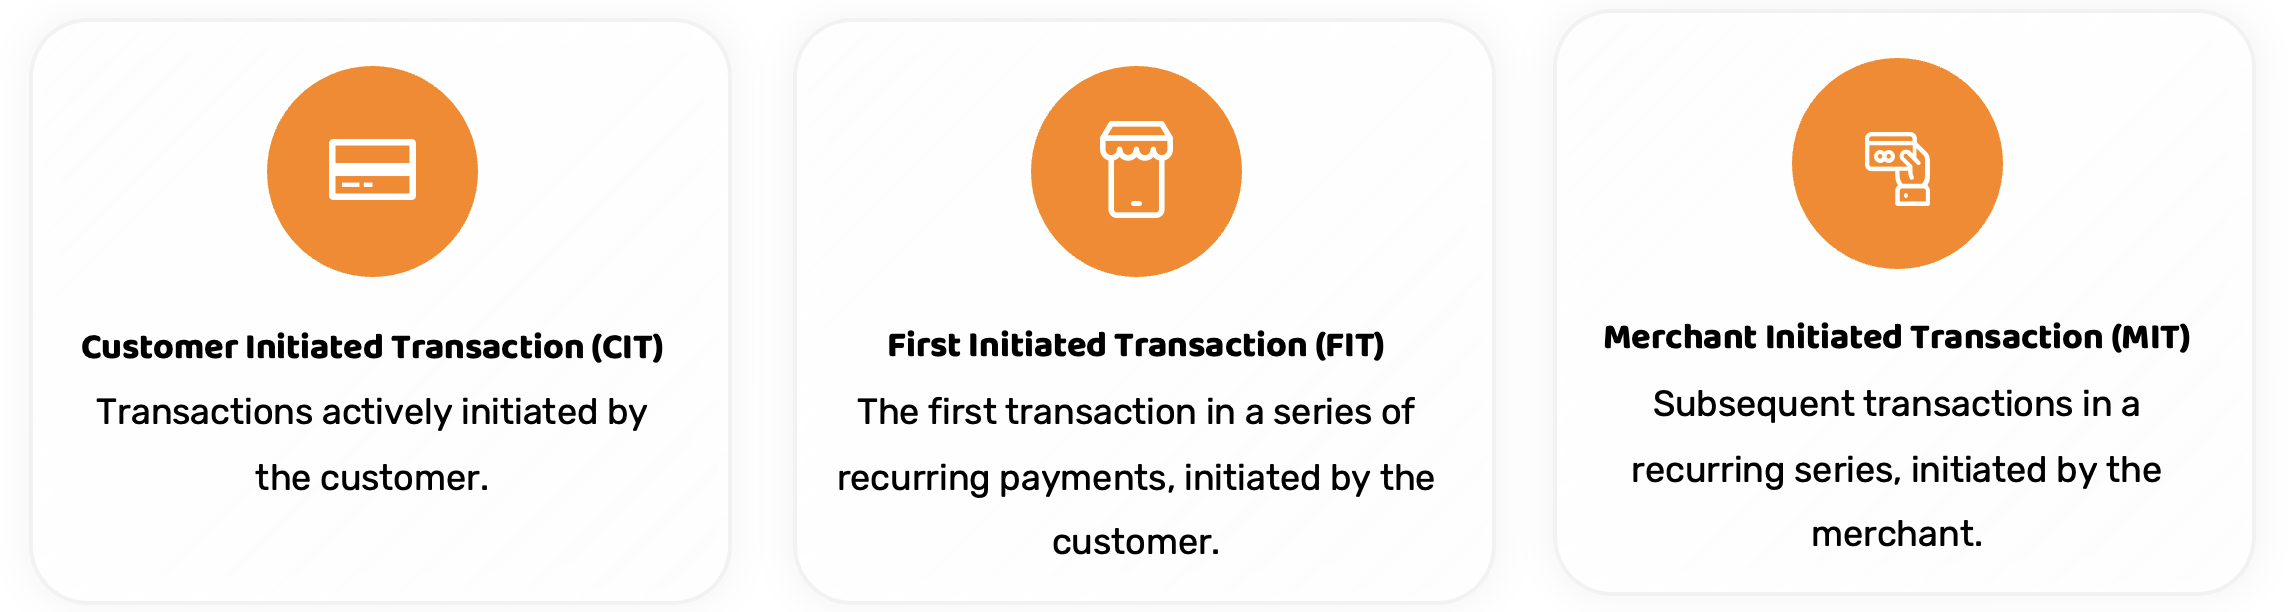 Customer Initiated Transaction (CIT)
Transactions actively initiated by
the customer.
First Initiated Transaction (FIT)
The first transaction in a series of
recurring payments, initiated by the
customer.
Merchant Initiated Transaction (MIT)
Subsequent transactions in a
recurring series, initiated by the
merchant.